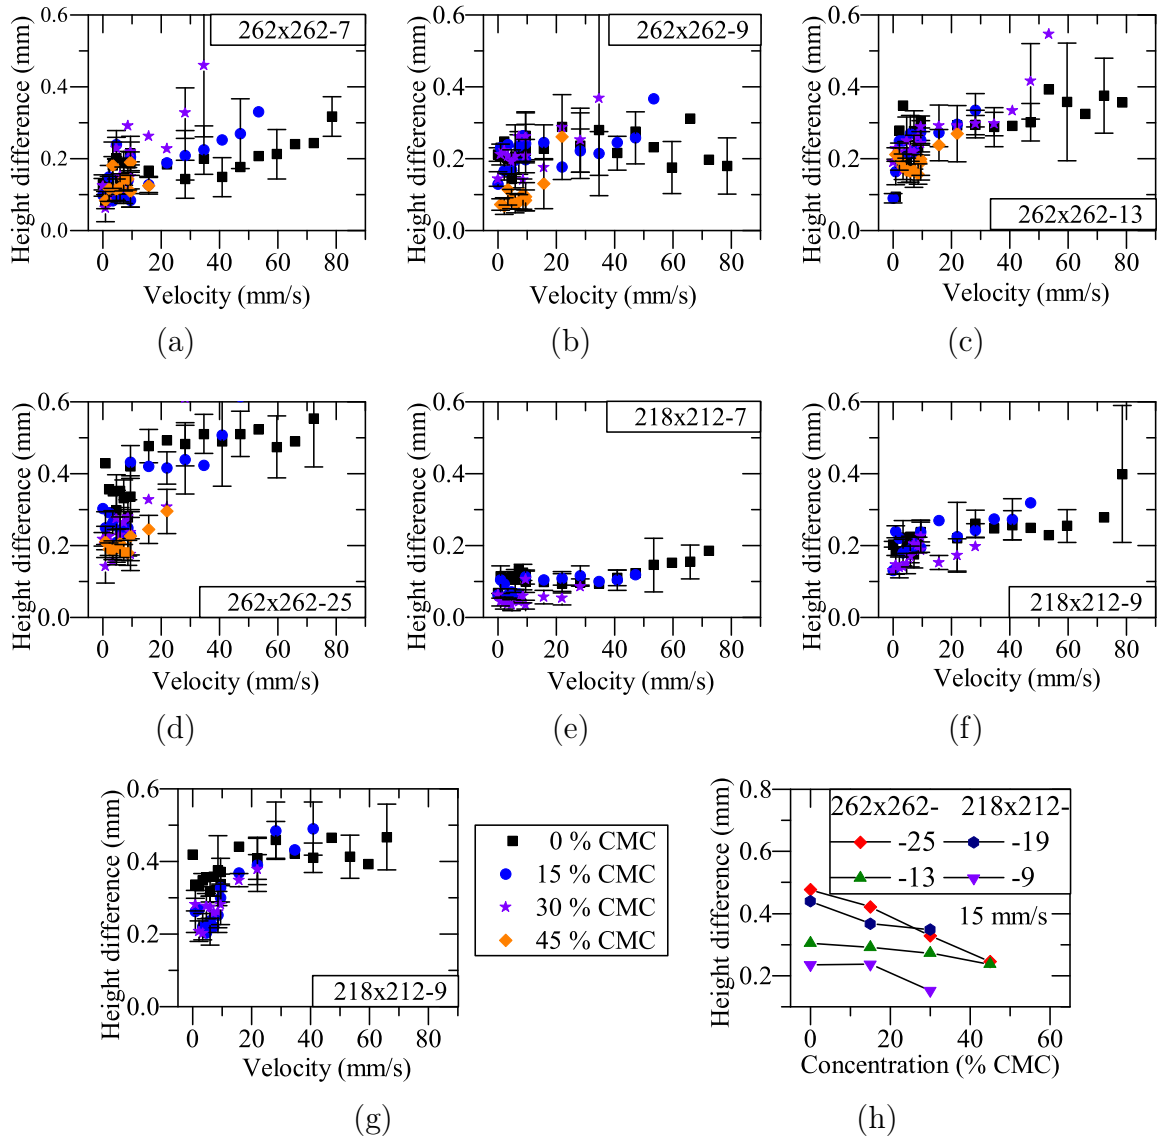 262x262-7
Height difference (mm)
0.6
0.4
0.2
0.0
0 20 40 60 80
Velocity (mm/s)
(a)
262x262-9
Height difference (mm)
0.6
0.4
0.2
0.0
0 20 40 60 80
Velocity (mm/s)
(b)
262x262-13
Height difference (mm)
0.6
0.4
0.2
0.0
0 20 40 60 80
Velocity (mm/s)
(c)
262x262-25
Height difference (mm)
0.6
0.4
0.2
0.0
0 20 40 60 80
Velocity (mm/s)
(d)
218x212-7
Height difference (mm)
0.6
0.4
0.2
0.0
0 20 40 60 80
Velocity (mm/s)
(e)
218x212-9
Height difference (mm)
0.6
0.4
0.2
0.0
0 20 40 60 80
Velocity (mm/s)
(f)
218x212-9
Height difference (mm)
0.6
0.4
0.2
0.0
0 20 40 60 80
Velocity (mm/s)
(g)
0 % CMC
15 % CMC
30 % CMC
45 % CMC
262x262- 218x212-
-25 -19
-13 -9
15 mm/s
Height difference (mm)
0.8
0.6
0.4
0.2
0 20 40 60
Concentration (% CMC)
(h)